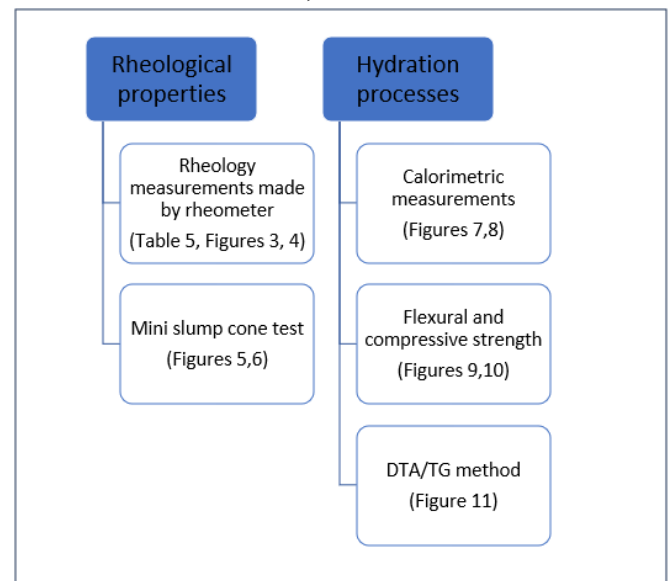 Rheological
properties
Rheology
measurements made
by rheometer
(Table 5, Figures 3, 4)
Mini slump cone test
(Figures 5,6)
Hydration
processes
Calorimetric
measurements
(Figures 7,8)
Flexural and
compressive strength
(Figures 9,10)
DTA/TG method
(Figure 11)